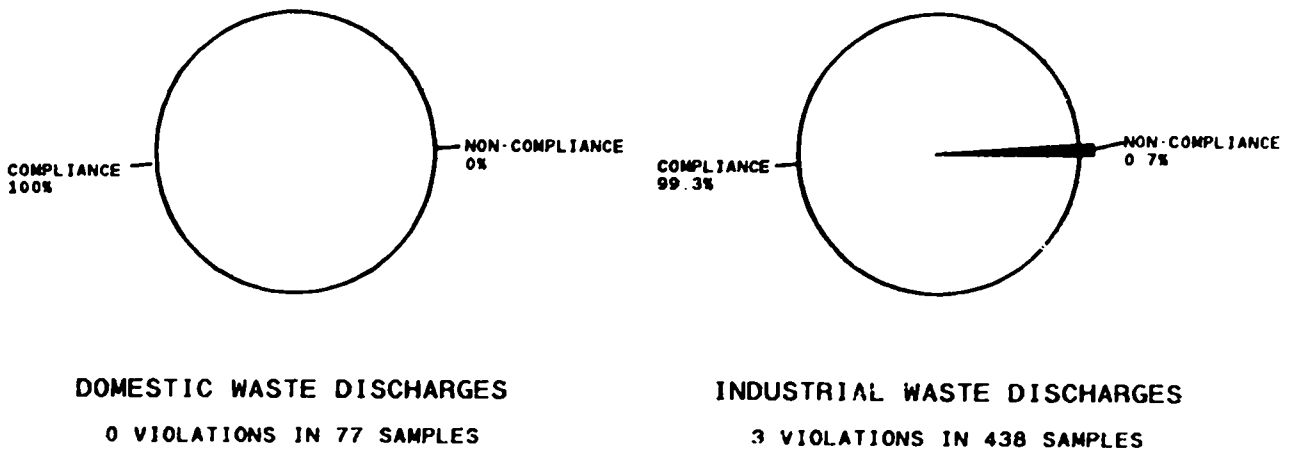 COMPLIANCE
100%
NON-COMPLIANCE
0%
COMPLIANCE
99.3%
NON-COMPLIANCE
0 7%
DOMESTIC WASTE DISCHARGES
0 VIOLATIONS IN 77 SAMPLES
INDUSTRIAL WASTE DISCHARGES
3 VIOLATIONS IN 438 SAMPLES